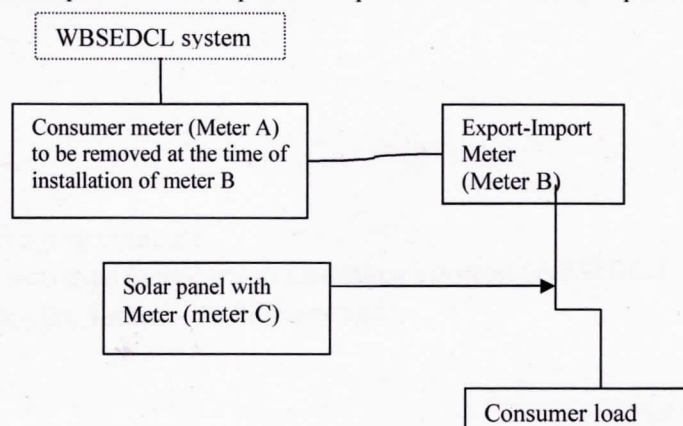 WBSEDCL system
Consumer meter (Meter A)
to be removed at the time of
installation of meter B
Export-Import
Meter
(Meter B)
Solar panel with
Meter (meter C)
Consumer load